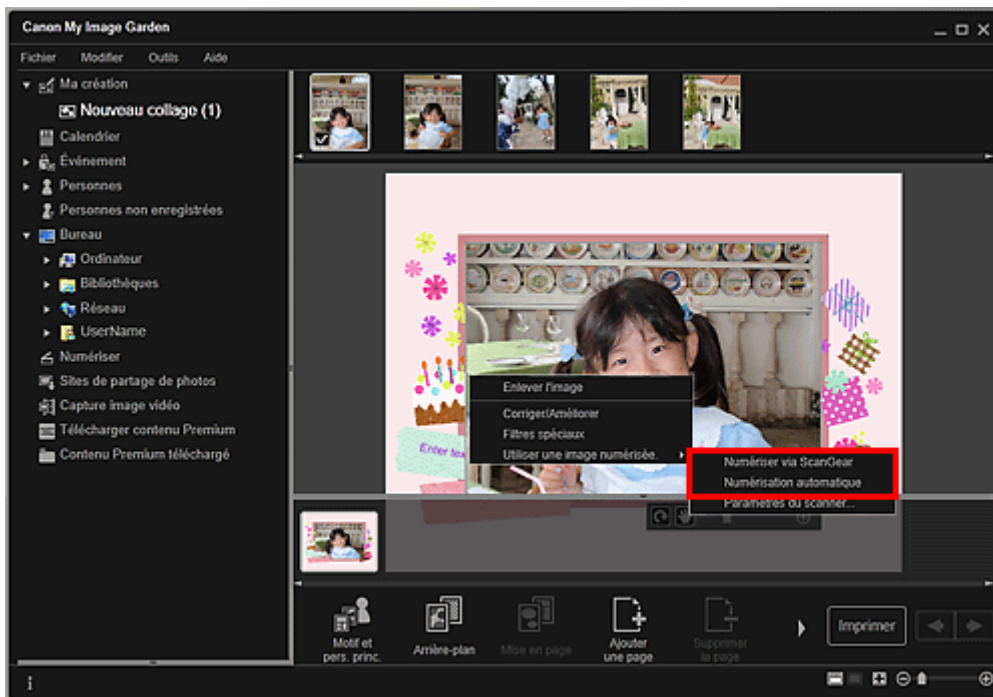 Canon My Image Garden
Fichier Modifier Outils Aide
Ma création
Nouveau collage (1)
Calendrier
Événement
Personnes
Personnes non enregistrées
Bureau
Ordinateur
Bibliothèques
Réseau
UserName
Numériser
Sites de partage de photos
Capture image vidéo
Télécharger contenu Premium
Contenu Premium téléchargé
Enter
Enlever l'image
Corriger/Améliorer
Filtres spéciaux
Utiliser une image numérisée.
Numériser via ScanGear
Numérisation automatique
Paramètres du scanner...
Motif et
pers. princ.
Arrière-plan
Mise en page
Ajouter
une page
Supprimer
la page
Imprimer